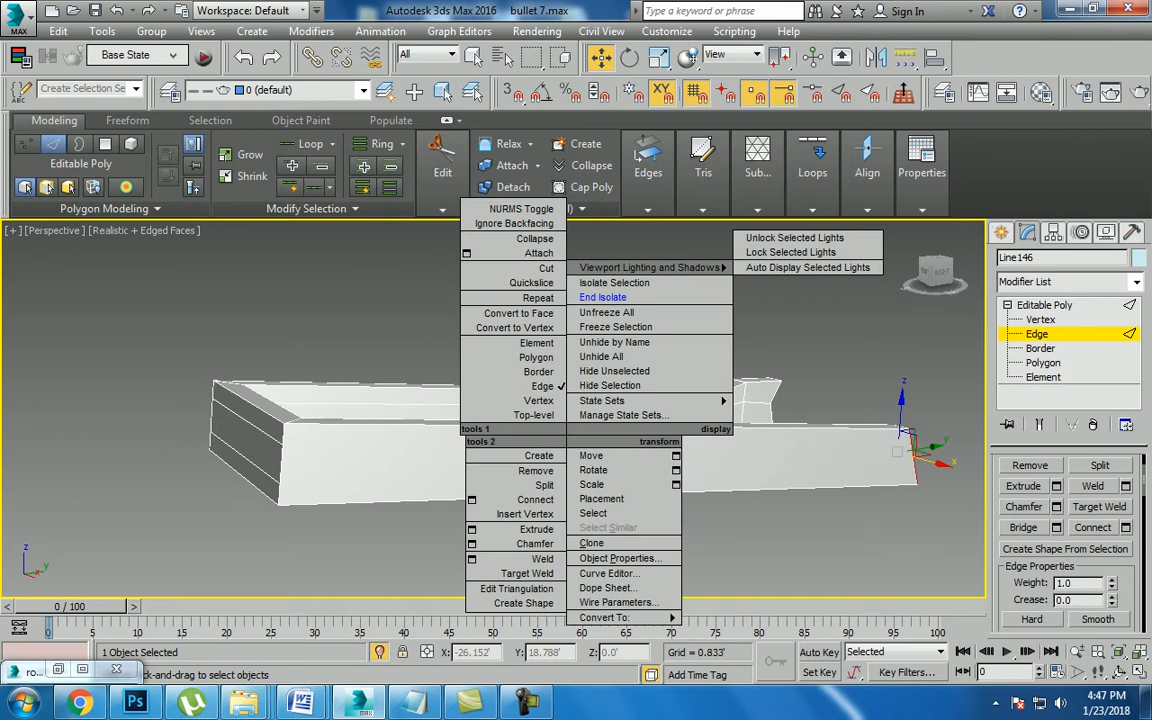 MAX
Workspace: Default
Autodesk 3ds Max 2016 bullet 7.max
Type a keyword or phrase
Sign In
Edit Tools Group Views Create Modifiers Animation Graph Editors Rendering Civil View Customize Scripting Help
Base State
All
View
Create Selection Se
0 (default)
XY
Modeling Freeform Selection Object Paint Populate
Editable Poly
Polygon Modeling
Grow
Shrink
Loop
Ring
Modify Selection
Edit
Relax
Create
Attach
Collapse
Detach
Cap Poly
Edges
Tris
Sub...
Loops
Align
Properties
[+] [Perspective] [Realistic + Edged Faces]
NURMS Toggle
Ignore Backfacing
Collapse
Attach
Cut
Quickslice
Repeat
Convert to Face
Convert to Vertex
Element
Polygon
Border
Edge
Vertex
Top-level
tools 1
Viewport Lighting and Shadows
Isolate Selection
End Isolate
Unfreeze All
Freeze Selection
Unhide by Name
Unhide All
Hide Unselected
Hide Selection
State Sets
Manage State Sets...
display
Unlock Selected Lights
Lock Selected Lights
Auto Display Selected Lights
tools 2
Create
Remove
Split
Connect
Insert Vertex
Extrude
Chamfer
Weld
Target Weld
Edit Triangulation
Create Shape
transform
Move
Rotate
Scale
Placement
Select
Select Similar
Clone
Object Properties...
Curve Editor...
Dope Sheet...
Wire Parameters...
Convert To:
z
y
x
z
x
Line146
Modifier List
Editable Poly
Vertex
Edge
Border
Polygon
Element
Remove Split
Extrude Weld
Chamfer Target Weld
Bridge Connect
Create Shape From Selection
Edge Properties
Weight: 1.0
Crease: 0.0
Hard Smooth
0 / 100
0 5 10 15 20 25 30 35 40 45 50 55 60 65 70 75 80 85 90 95 100
1 Object Selected
X: -26.152' Y: 18.788' Z: 0.0' Grid = 0.833'
Auto Key Selected
ro...
ck-and-drag to select objects
Add Time Tag
Set Key Key Filters... 0
Ps
µ
W
MAX
4:47 PM
1/23/2018